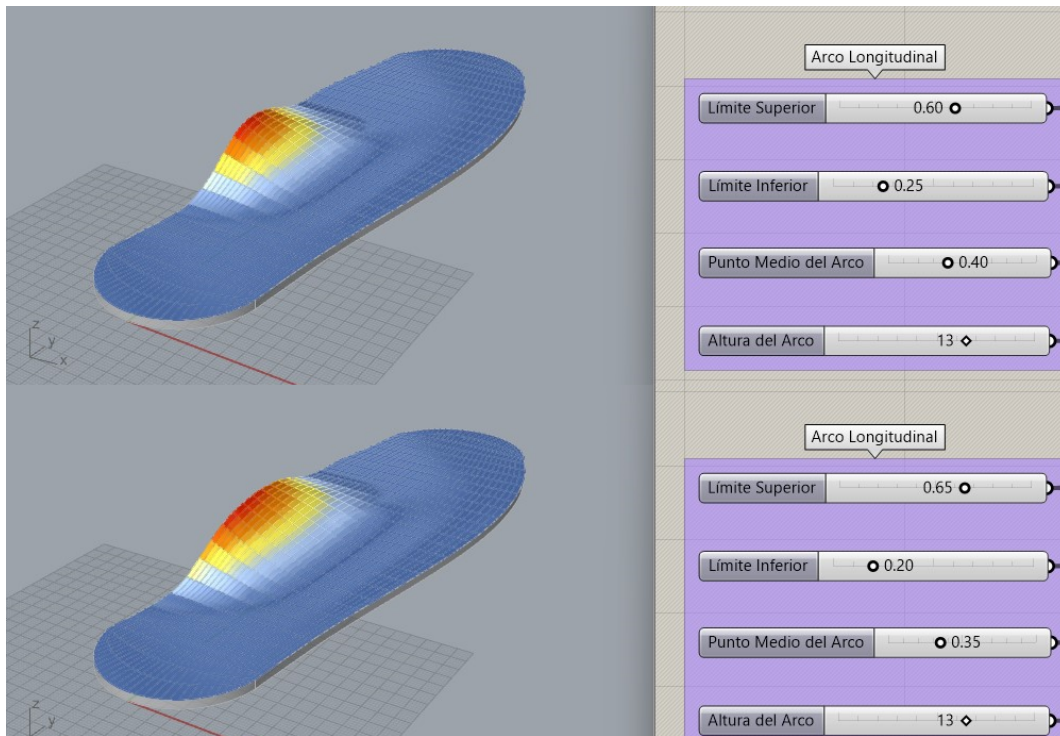 Arco Longitudinal
Límite Superior 0.60
Límite Inferior 0.25
Punto Medio del Arco 0.40
Altura del Arco 13
z
y
x
Arco Longitudinal
Límite Superior 0.65
Límite Inferior 0.20
Punto Medio del Arco 0.35
Altura del Arco 13
z
y